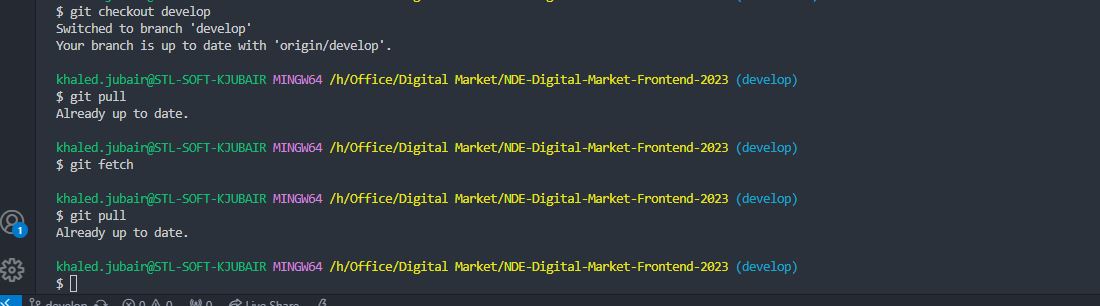 $ git checkout develop
Switched to branch 'develop'
Your branch is up to date with 'origin/develop'.
khaled.jubair@STL-SOFT-KJUBAIR MINGW64 /h/Office/Digital Market/NDE-Digital-Market-Frontend-2023 (develop)
$ git pull
Already up to date.
khaled.jubair@STL-SOFT-KJUBAIR MINGW64 /h/Office/Digital Market/NDE-Digital-Market-Frontend-2023 (develop)
$ git fetch
khaled.jubair@STL-SOFT-KJUBAIR MINGW64 /h/Office/Digital Market/NDE-Digital-Market-Frontend-2023 (develop)
$ git pull
Already up to date.
khaled.jubair@STL-SOFT-KJUBAIR MINGW64 /h/Office/Digital Market/NDE-Digital-Market-Frontend-2023 (develop)
$
1
develop 0 0 0 Live Share